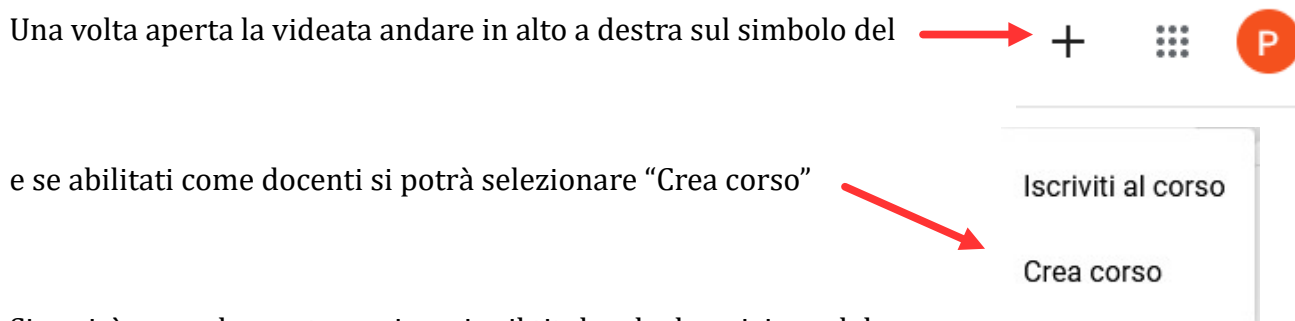 Una volta aperta la videata andare in alto a destra sul simbolo del
+
P
e se abilitati come docenti si potrà selezionare “Crea corso”
Iscriviti al corso
Crea corso